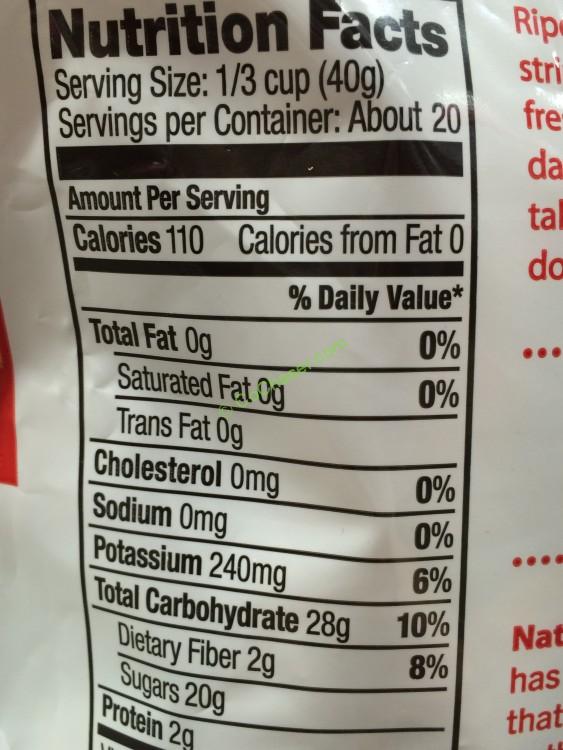 Nutrition Facts
Serving Size: 1/3 cup (40g)
Servings per Container: About 20
Amount Per Serving
Calories 110 Calories from Fat 0
% Daily Value*
Total Fat 0g 0%
Saturated Fat 0g 0%
Trans Fat 0g
Cholesterol 0mg 0%
Sodium 0mg 0%
Potassium 240mg 6%
Total Carbohydrate 28g 10%
Dietary Fiber 2g 8%
Sugars 20g
Protein 2g
Rip
stri
fre
da
tal
do
Nat
has
that